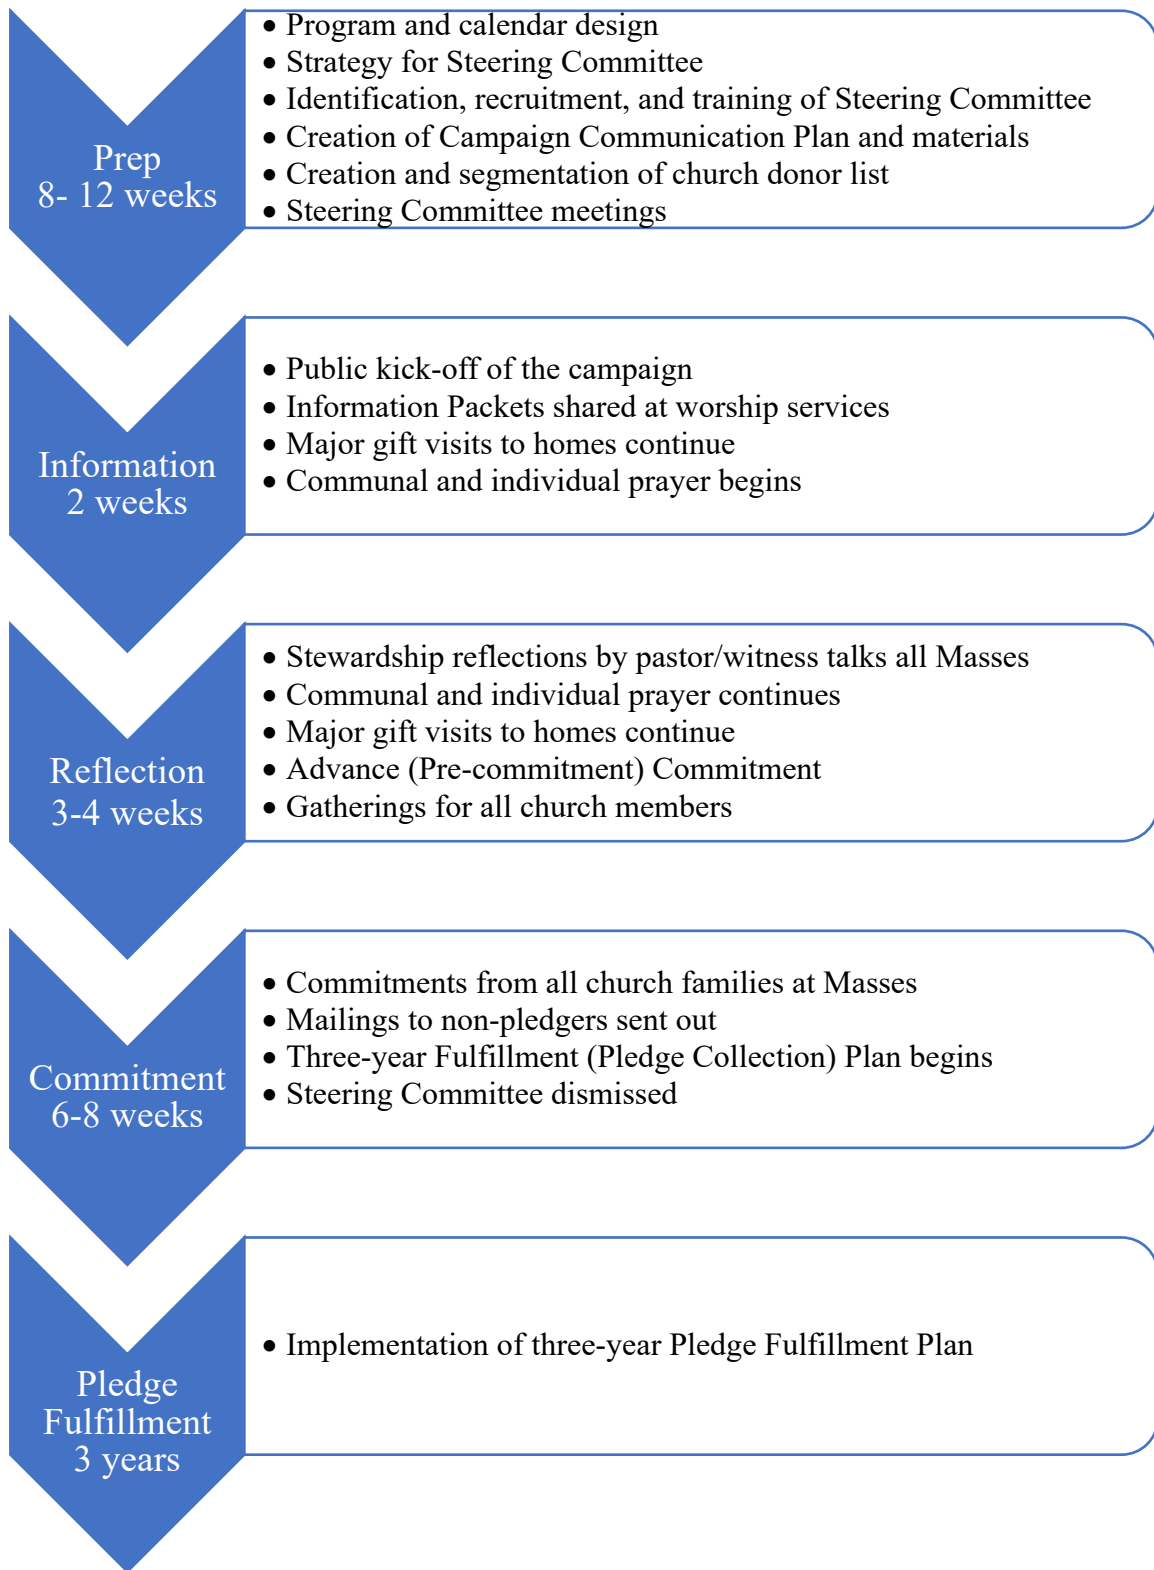 Prep
8- 12 weeks
• Program and calendar design
• Strategy for Steering Committee
• Identification, recruitment, and training of Steering Committee
• Creation of Campaign Communication Plan and materials
• Creation and segmentation of church donor list
• Steering Committee meetings
Information
2 weeks
• Public kick-off of the campaign
• Information Packets shared at worship services
• Major gift visits to homes continue
• Communal and individual prayer begins
Reflection
3-4 weeks
• Stewardship reflections by pastor/witness talks all Masses
• Communal and individual prayer continues
• Major gift visits to homes continue
• Advance (Pre-commitment) Commitment
• Gatherings for all church members
Commitment
6-8 weeks
• Commitments from all church families at Masses
• Mailings to non-pledgers sent out
• Three-year Fulfillment (Pledge Collection) Plan begins
• Steering Committee dismissed
Pledge
Fulfillment
3 years
• Implementation of three-year Pledge Fulfillment Plan